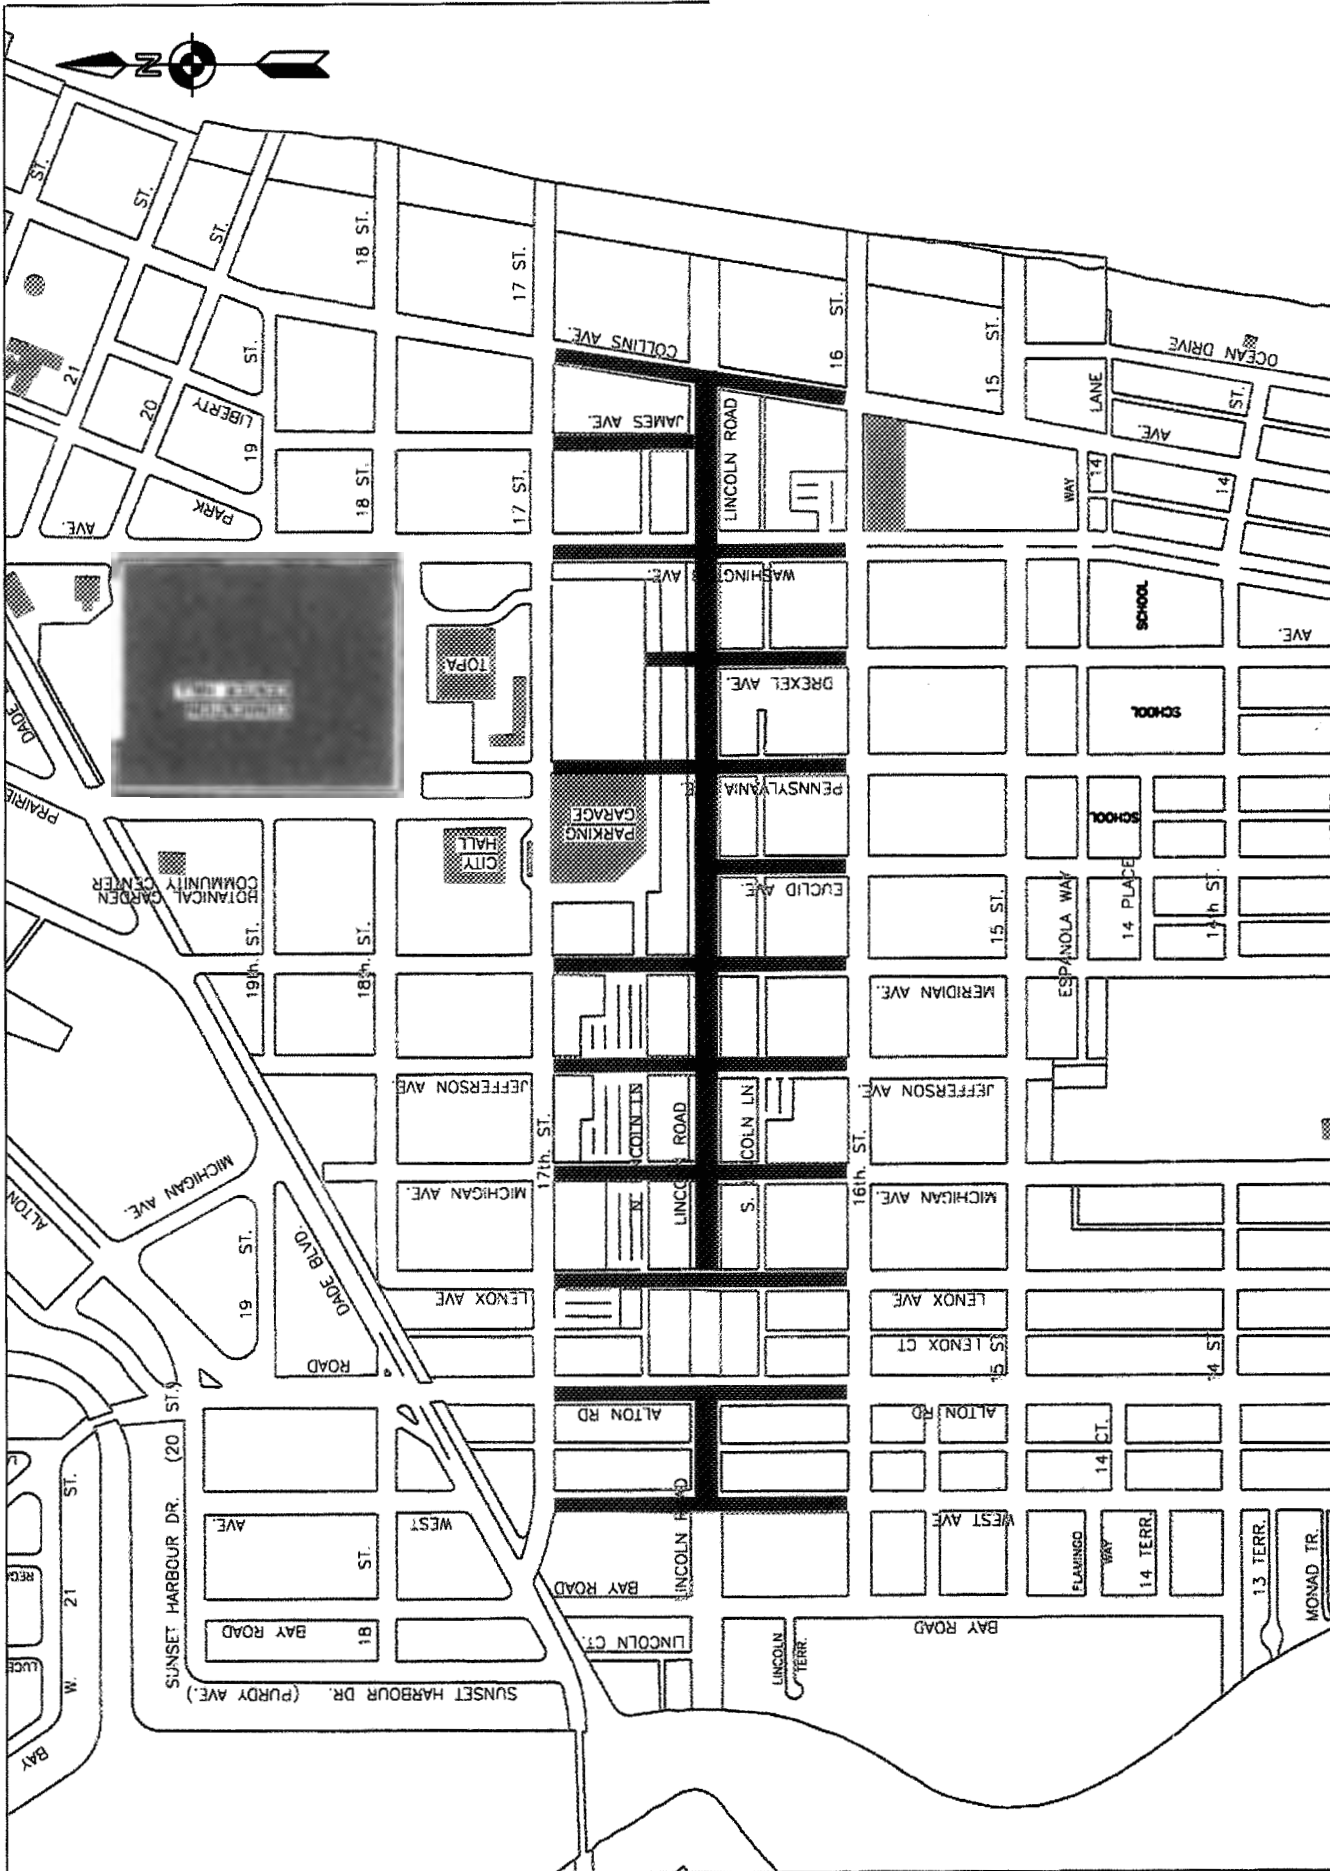 N
ST.
ST.
ST.
18 ST.
17 ST.
16 ST.
15 ST.
COLLINS AVE.
OCEAN DRIVE
21
20
LIBERTY
19 ST.
JAMES AVE.
LINCOLN ROAD
LANE
ST.
AVE.
PARK
AVE.
18 ST.
17 ST.
WAY
14
14
WASHINGTON AVE.
SCHOOL
AVE.
TOPA
DADE
DREXEL AVE.
SCHOOL
PRAIRIE
PARKING
GARAGE
PENNSYLVANIA AVE.
SCHOOL
CITY
HALL
BOTANICAL GARDEN
COMMUNITY CENTER
EUCLID AVE.
19th. ST.
18th. ST.
15 ST.
ESPANOLA WAY
14 PLACE
14th ST.
MERIDIAN AVE.
JEFFERSON AVE.
JEFFERSON AVE.
17th. ST.
N. LINCOLN LN
LINCOLN ROAD
S. LINCOLN LN
16th. ST.
MICHIGAN AVE.
ALTON
MICHIGAN AVE.
MICHIGAN AVE.
19 ST.
DADE BLVD.
LENOX AVE
LENOX AVE
LENOX CT
15 ST
14 ST
ROAD
ALTON RD
ALTON RD
14 CT.
SUNSET HARBOUR DR. (20 ST.)
W. 21 ST.
AVE.
WEST
18 ST.
LINCOLN ROAD
WEST AVE
FLAMINGO
WAY
14 TERR.
13 TERR.
MONAD TR.
BAY ROAD
BAY ROAD
BAY ROAD
LINCOLN CT.
LINCOLN
TERR.
SUNSET HARBOUR DR. (PURDY AVE.)
LUCE
BAY